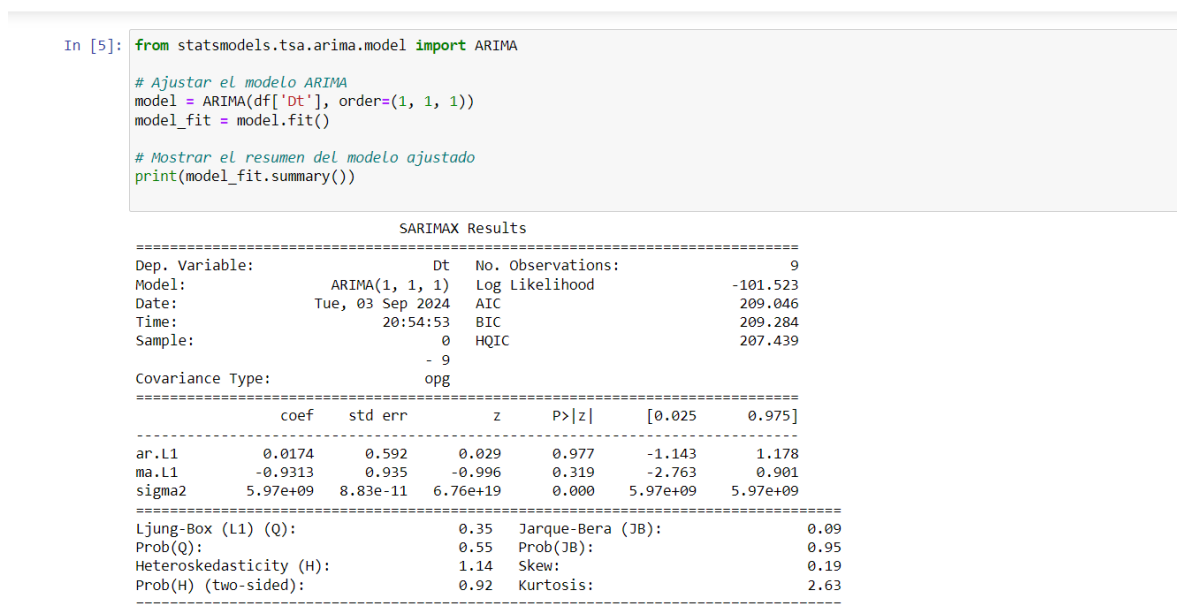 In [5]: from statsmodels.tsa.arima.model import ARIMA
# Ajustar el modelo ARIMA
model = ARIMA(df['Dt'], order=(1, 1, 1))
model_fit = model.fit()
# Mostrar el resumen del modelo ajustado
print(model_fit.summary())
SARIMAX Results
==============================================================================
Dep. Variable: Dt No. Observations: 9
Model: ARIMA(1, 1, 1) Log Likelihood -101.523
Date: Tue, 03 Sep 2024 AIC 209.046
Time: 20:54:53 BIC 209.284
Sample: 0 HQIC 207.439
- 9
Covariance Type: opg
==============================================================================
coef std err z P>|z| [0.025 0.975]
------------------------------------------------------------------------------
ar.L1 0.0174 0.592 0.029 0.977 -1.143 1.178
ma.L1 -0.9313 0.935 -0.996 0.319 -2.763 0.901
sigma2 5.97e+09 8.83e-11 6.76e+19 0.000 5.97e+09 5.97e+09
===================================================================================
Ljung-Box (L1) (Q): 0.35 Jarque-Bera (JB): 0.09
Prob(Q): 0.55 Prob(JB): 0.95
Heteroskedasticity (H): 1.14 Skew: 0.19
Prob(H) (two-sided): 0.92 Kurtosis: 2.63
-----------------------------------------------------------------------------------